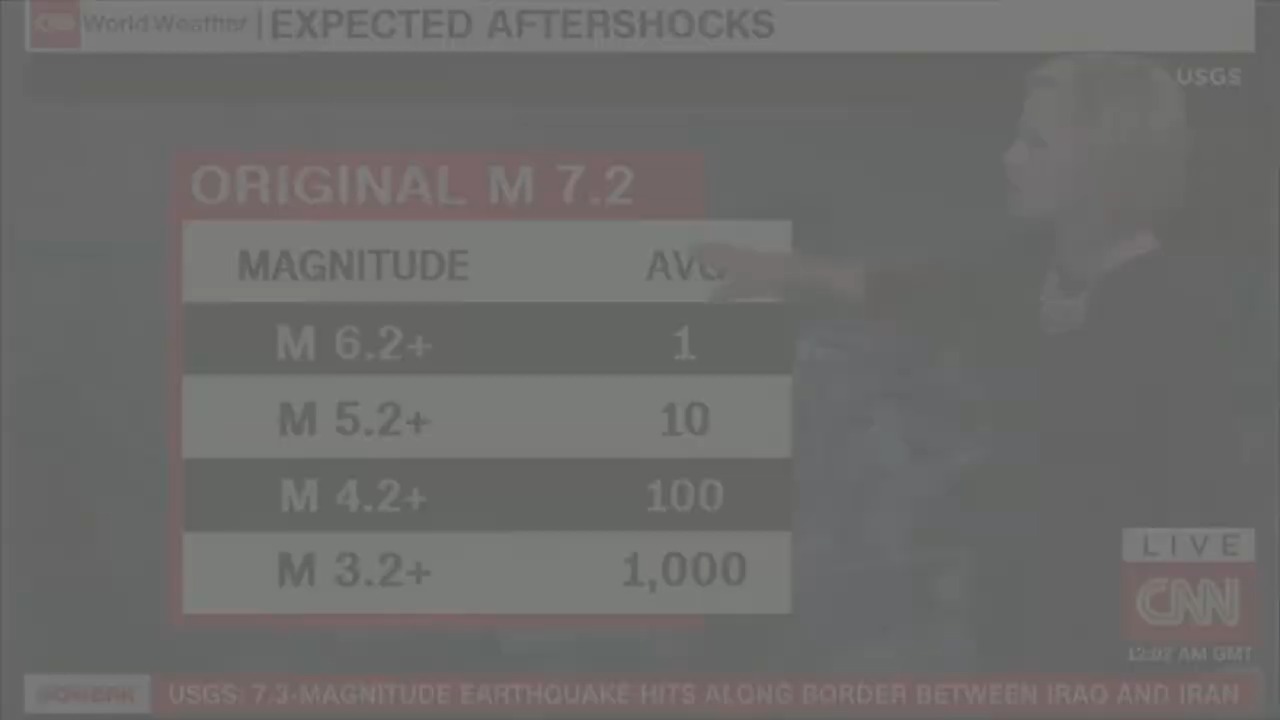 CNN World Weather | EXPECTED AFTERSHOCKS
USGS
ORIGINAL M 7.2
MAGNITUDE AVG
M 6.2+ 1
M 5.2+ 10
M 4.2+ 100
M 3.2+ 1,000
LIVE
CNN
12:02 AM GMT
USGS: 7.3-MAGNITUDE EARTHQUAKE HITS ALONG BORDER BETWEEN IRAQ AND IRAN